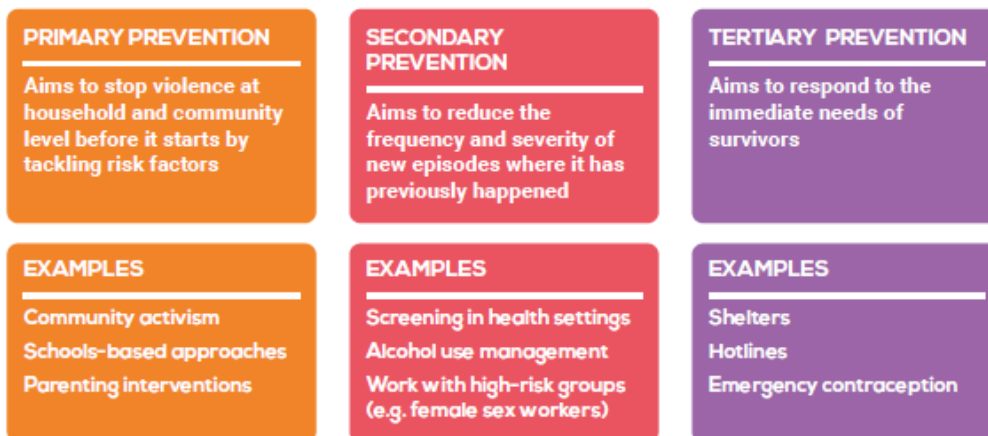 PRIMARY PREVENTION
Aims to stop violence at
household and community
level before it starts by
tackling risk factors
SECONDARY
PREVENTION
Aims to reduce the
frequency and severity of
new episodes where it has
previously happened
TERTIARY PREVENTION
Aims to respond to the
immediate needs of
survivors
EXAMPLES
Community activism
Schools-based approaches
Parenting interventions
EXAMPLES
Screening in health settings
Alcohol use management
Work with high-risk groups
(e.g. female sex workers)
EXAMPLES
Shelters
Hotlines
Emergency contraception